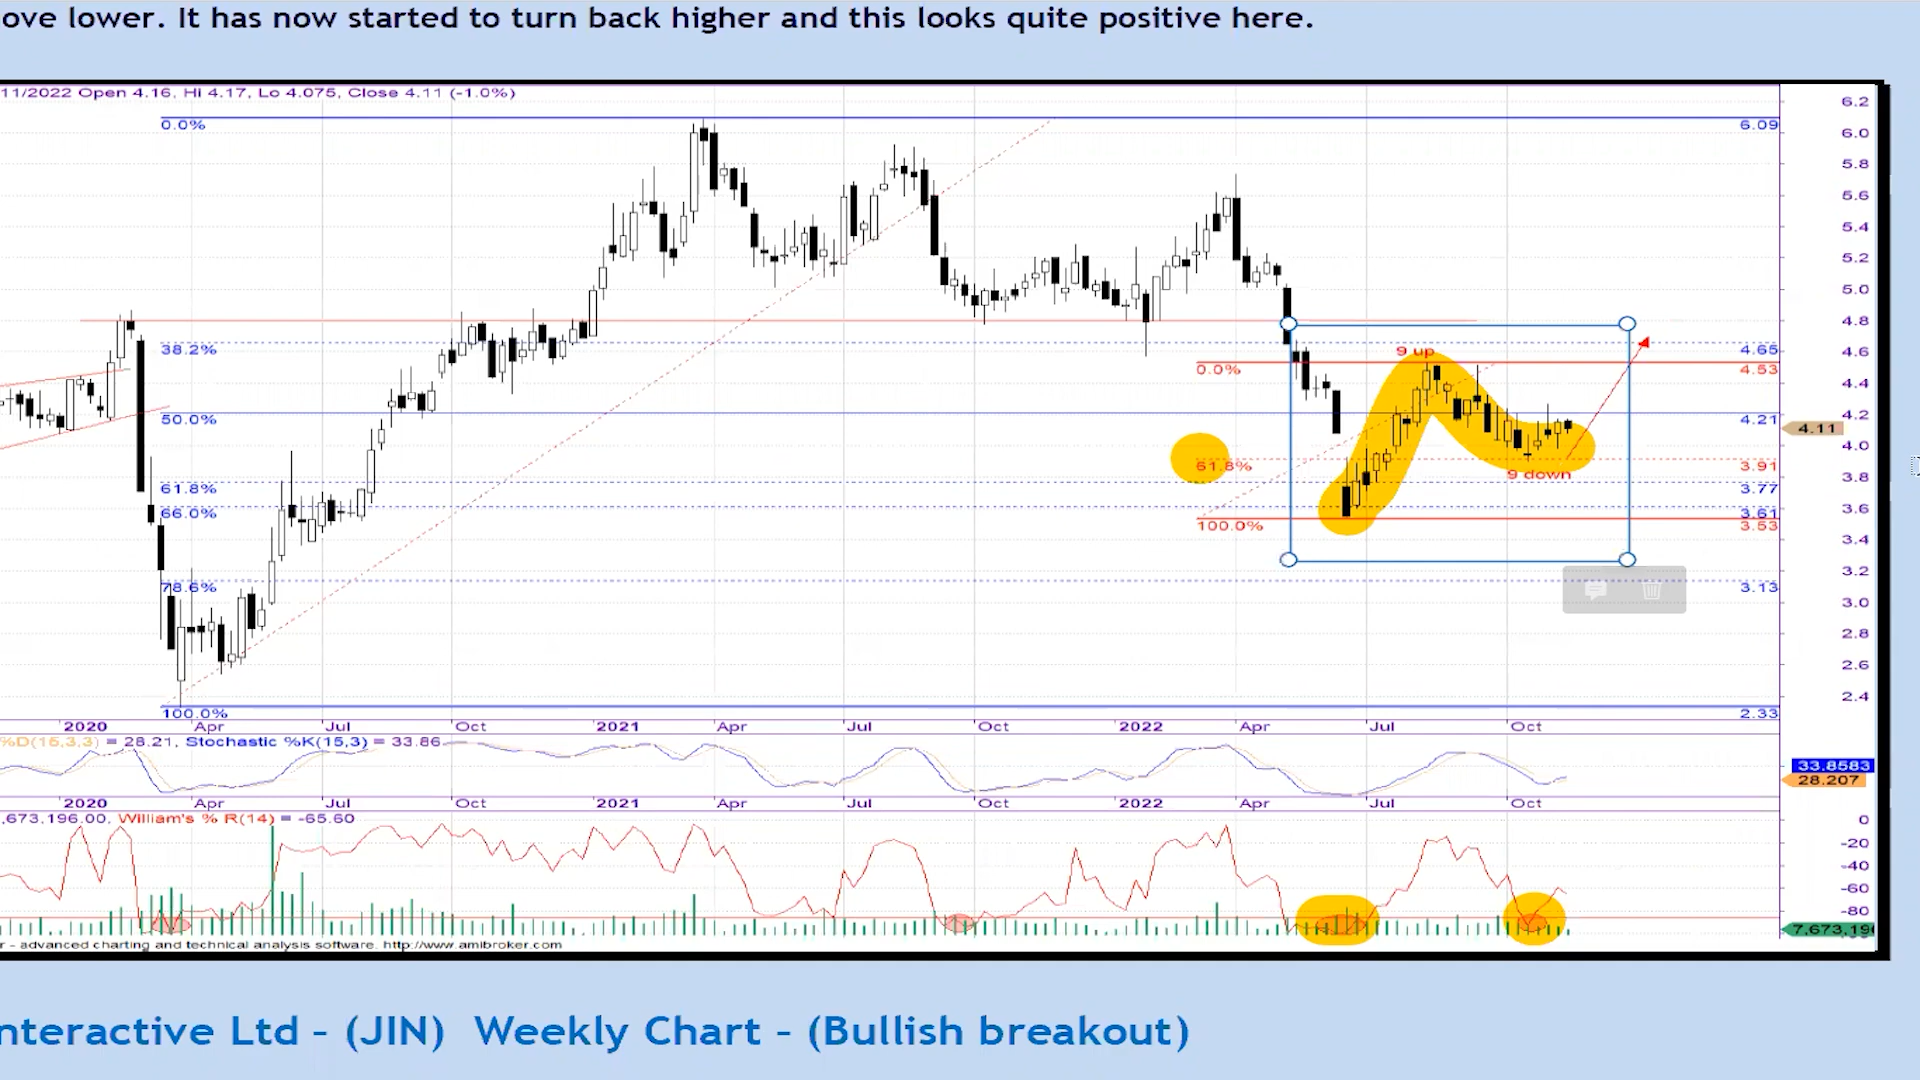 ove lower. It has now started to turn back higher and this looks quite positive here.
11/2022 Open 4.16, Hi 4.17, Lo 4.075, Close 4.11 (-1.0%)
6.2
0.0% 6.09
6.0
5.8
5.6
5.4
5.2
5.0
4.8
38.2% 9 up 4.65 4.6
0.0% 4.53
4.4
50.0% 4.21 4.2
4.11
4.0
61.8% 3.91
9 down
61.8% 3.77 3.8
66.0% 3.61 3.6
100.0% 3.53
3.4
3.2
78.6% 3.13
3.0
2.8
2.6
2.4
100.0% 2.33
2020 Apr Jul Oct 2021 Apr Jul Oct 2022 Apr Jul Oct
%D(15,3,3) = 28.21, Stochastic %K(15,3) = 33.86
33.8583
28.207
2020 Apr Jul Oct 2021 Apr Jul Oct 2022 Apr Jul Oct
,673,196.00, William's % R(14) = -65.60
0
-20
-40
-60
-80
7,673,196
r - advanced charting and technical analysis software. http://www.amibroker.com
nteractive Ltd - (JIN) Weekly Chart - (Bullish breakout)